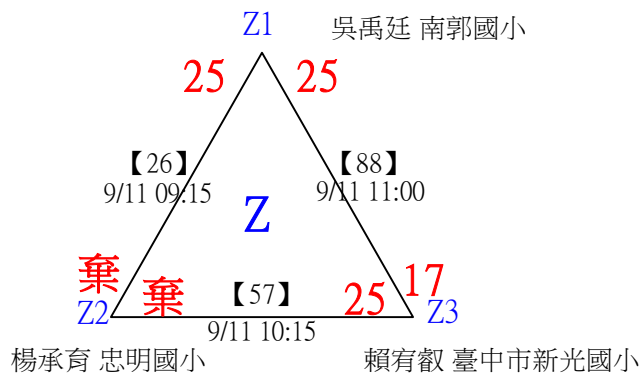 Z1
吳禹廷 南郭國小
25
25
【26】
9/11 09:15
【88】
9/11 11:00
Z
棄
棄
【57】
25
17
Z2
9/11 10:15
Z3
楊承育 忠明國小
賴宥叡 臺中市新光國小